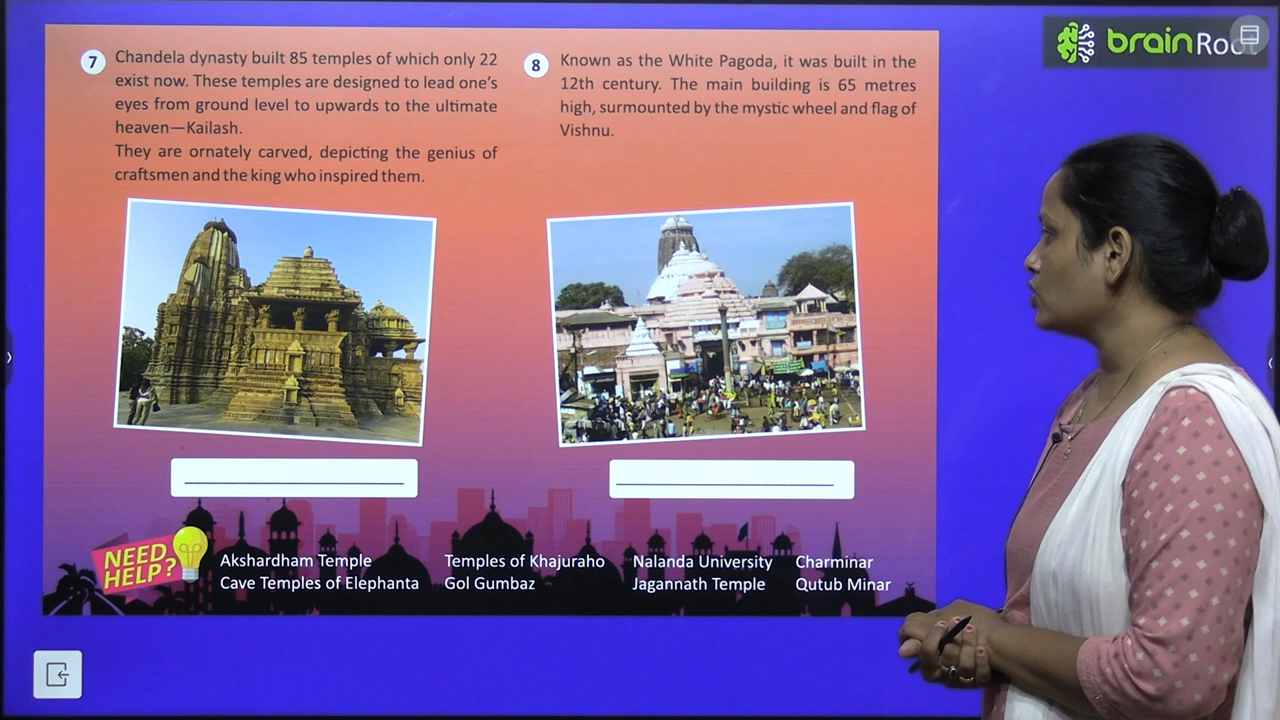 brain Root
7 Chandela dynasty built 85 temples of which only 22
exist now. These temples are designed to lead one's
eyes from ground level to upwards to the ultimate
heaven—Kailash.
They are ornately carved, depicting the genius of
craftsmen and the king who inspired them.
8 Known as the White Pagoda, it was built in the
12th century. The main building is 65 metres
high, surmounted by the mystic wheel and flag of
Vishnu.
NEED
HELP?
Akshardham Temple Temples of Khajuraho Nalanda University Charminar
Cave Temples of Elephanta Gol Gumbaz Jagannath Temple Qutub Minar